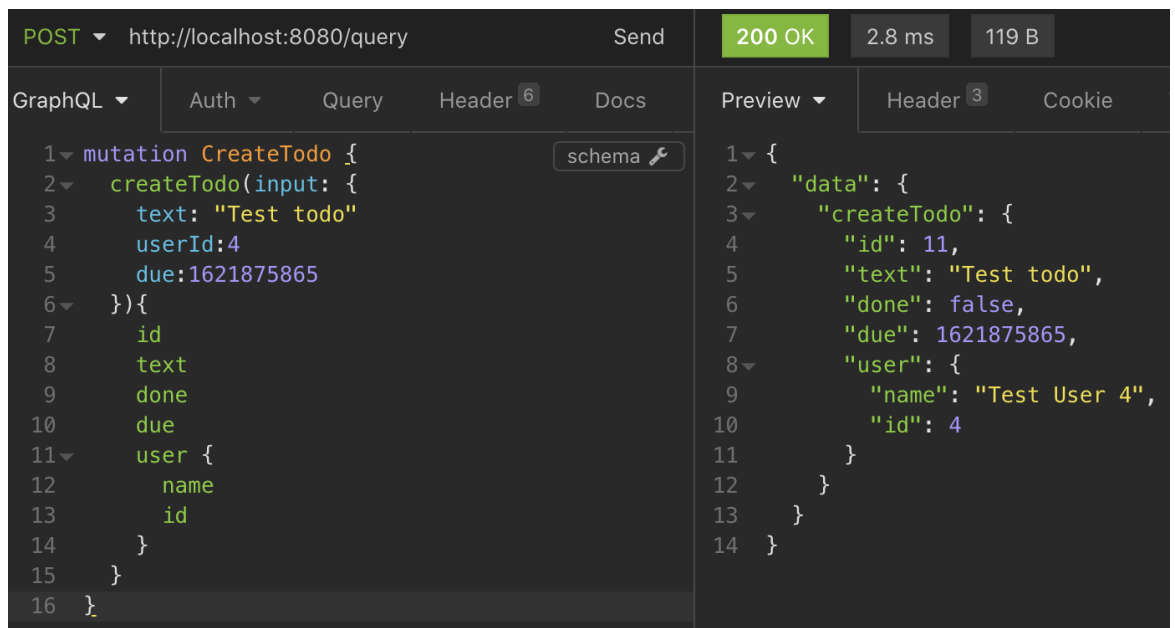 POST http://localhost:8080/query Send
200 OK 2.8 ms 119 B
GraphQL Auth Query Header 6 Docs
Preview Header 3 Cookie
schema
1 mutation CreateTodo {
2 createTodo(input: {
3 text: "Test todo"
4 userId:4
5 due:1621875865
6 }){
7 id
8 text
9 done
10 due
11 user {
12 name
13 id
14 }
15 }
16 }
1 {
2 "data": {
3 "createTodo": {
4 "id": 11,
5 "text": "Test todo",
6 "done": false,
7 "due": 1621875865,
8 "user": {
9 "name": "Test User 4",
10 "id": 4
11 }
12 }
13 }
14 }